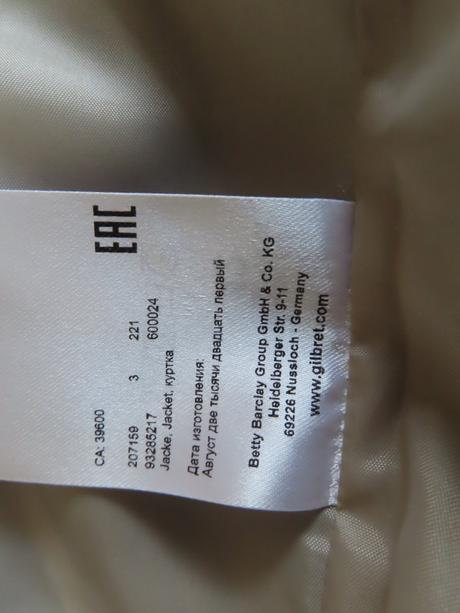 EAC
CA: 39600
207159 3 221
93285217 600024
Jacke, Jacket, куртка
Дата изготовления:
Август две тысячи двадцать первый
Betty Barclay Group GmbH & Co. KG
Heidelberger Str. 9-11
69226 Nussloch - Germany
www.gilbret.com